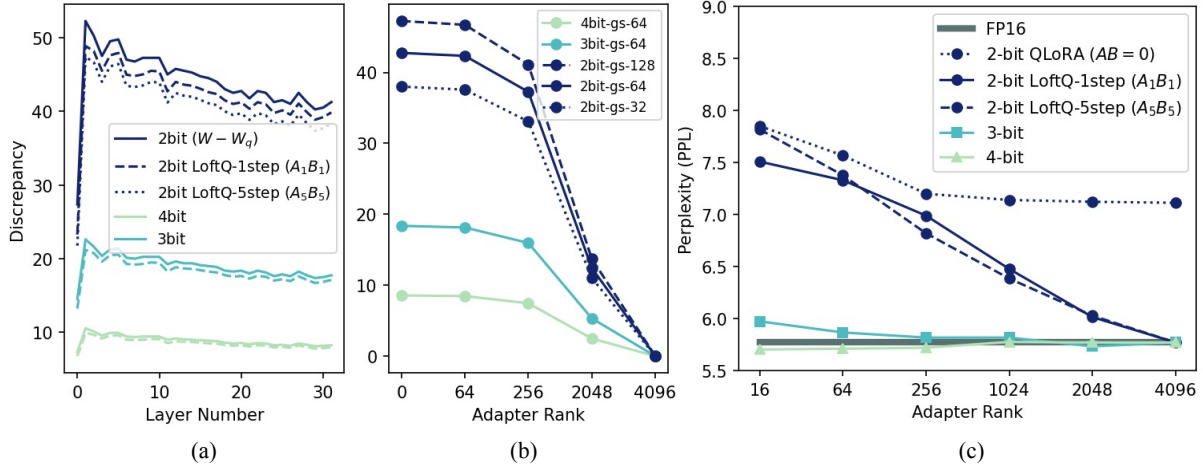 50
40
30
20
10
Discrepancy
2bit (W − W_q)
2bit LoftQ-1step (A₁B₁)
2bit LoftQ-5step (A₅B₅)
4bit
3bit
0 10 20 30
Layer Number
(a)
40
30
20
10
0
4bit-gs-64
3bit-gs-64
2bit-gs-128
2bit-gs-64
2bit-gs-32
0 64 256 2048 4096
Adapter Rank
(b)
9.0
8.5
8.0
7.5
7.0
6.5
6.0
5.5
Perplexity (PPL)
FP16
2-bit QLoRA (AB = 0)
2-bit LoftQ-1step (A₁B₁)
2-bit LoftQ-5step (A₅B₅)
3-bit
4-bit
16 64 256 1024 2048 4096
Adapter Rank
(c)